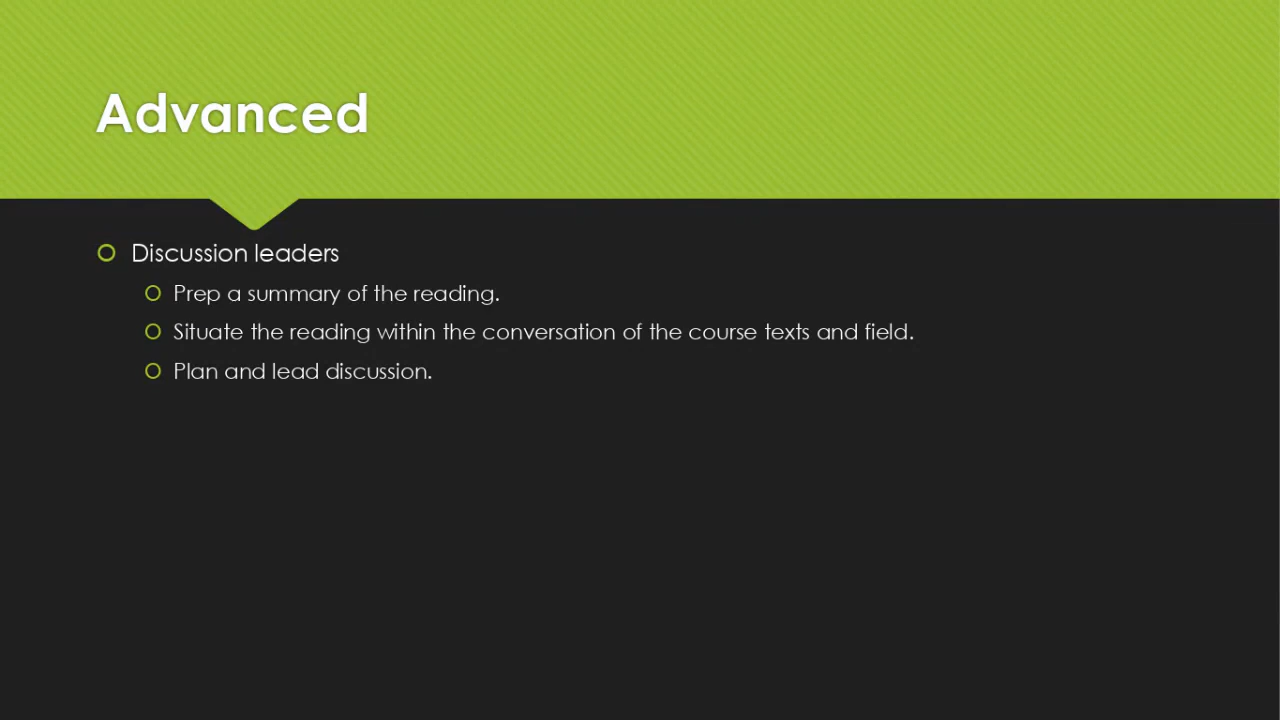 Advanced
Discussion leaders
Prep a summary of the reading.
Situate the reading within the conversation of the course texts and field.
Plan and lead discussion.